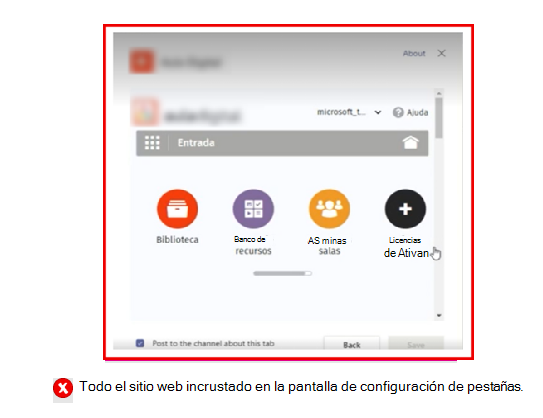 About
microsoft_t...
Ajuda
Entrada
Biblioteca
Banco de
recursos
AS minas
salas
Licencias
de Ativan
Post to the channel about this tab
Back
Save
Todo el sitio web incrustado en la pantalla de configuración de pestañas.